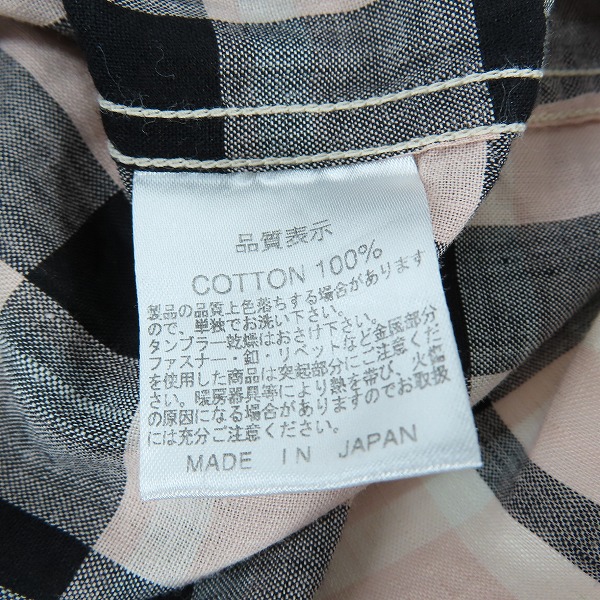 品質表示
COTTON 100%
製品の品質上色落ちする場合があります
ので、単独でお洗い下さい。
タンブラー乾燥はおさけ下さい。
ファスナー・釦・リベットなど金属部分
を使用した商品は突起部分にご注意くだ
さい。暖房器具等により熱を帯び、火傷
の原因になる場合がありますのでお取扱
には充分ご注意ください。
MADE IN JAPAN